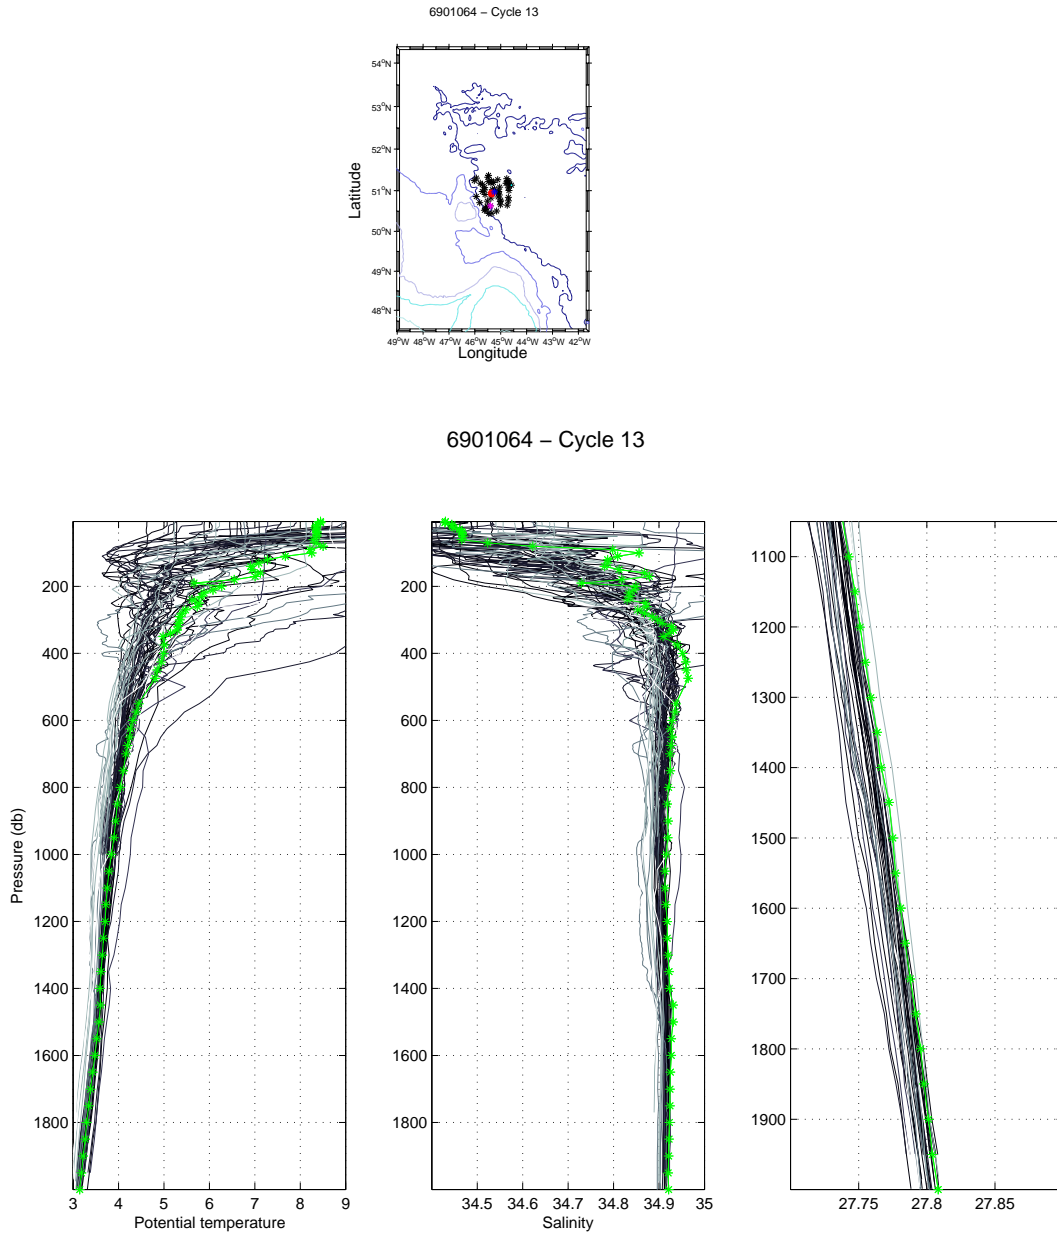 6901064 − Cycle 13
54°N
53°N
52°N
51°N
50°N
49°N
48°N
Latitude
49°W 48°W 47°W 46°W 45°W 44°W 43°W 42°W
Longitude
6901064 − Cycle 13
200
400
600
800
1000
1200
1400
1600
1800
Pressure (db)
3 4 5 6 7 8 9
Potential temperature
200
400
600
800
1000
1200
1400
1600
1800
34.5 34.6 34.7 34.8 34.9 35
Salinity
1100
1200
1300
1400
1500
1600
1700
1800
1900
27.75 27.8 27.85